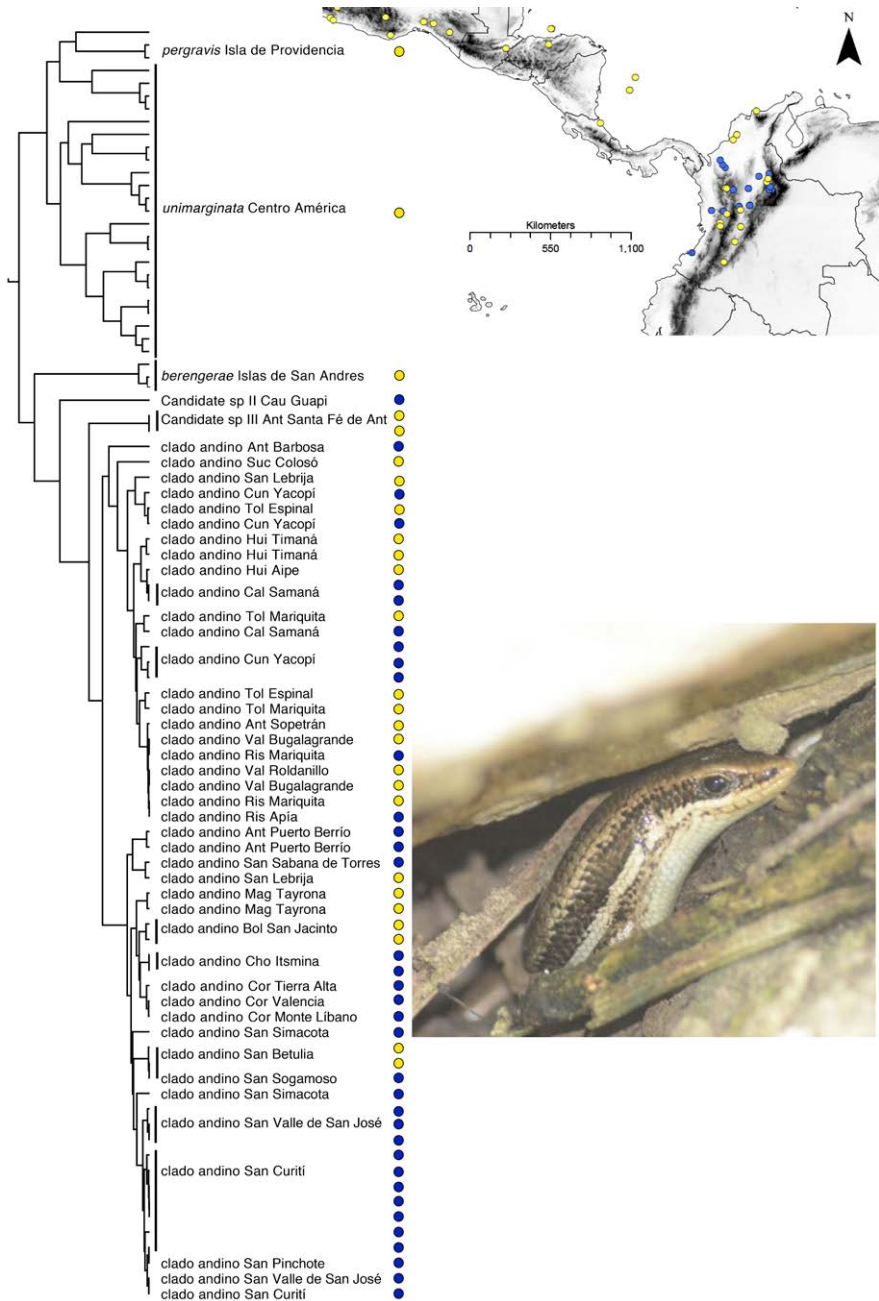 pergravis Isla de Providencia
unimarginata Centro América
berengerae Islas de San Andres
Candidate sp II Cau Guapi
Candidate sp III Ant Santa Fé de Ant
clado andino Ant Barbosa
clado andino Suc Colosó
clado andino San Lebrija
clado andino Cun Yacopí
clado andino Tol Espinal
clado andino Cun Yacopí
clado andino Hui Timaná
clado andino Hui Timaná
clado andino Hui Aipe
clado andino Cal Samaná
clado andino Tol Mariquita
clado andino Cal Samaná
clado andino Cun Yacopí
clado andino Tol Espinal
clado andino Tol Mariquita
clado andino Ant Sopetrán
clado andino Val Bugalagrande
clado andino Ris Mariquita
clado andino Val Roldanillo
clado andino Val Bugalagrande
clado andino Ris Mariquita
clado andino Ris Apía
clado andino Ant Puerto Berrío
clado andino Ant Puerto Berrío
clado andino San Sabana de Torres
clado andino San Lebrija
clado andino Mag Tayrona
clado andino Mag Tayrona
clado andino Bol San Jacinto
clado andino Cho Itsmina
clado andino Cor Tierra Alta
clado andino Cor Valencia
clado andino Cor Monte Líbano
clado andino San Simacota
clado andino San Betulia
clado andino San Sogamoso
clado andino San Simacota
clado andino San Valle de San José
clado andino San Curití
clado andino San Pinchote
clado andino San Valle de San José
clado andino San Curití
N
Kilometers
0 550 1,100